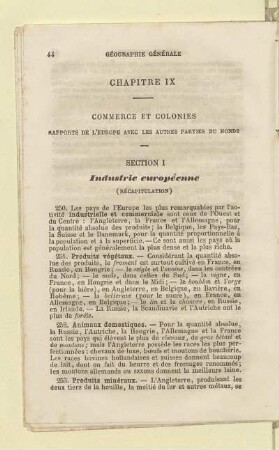 44 GÉOGRAPHIE GÉNÉRALE
CHAPITRE IX
COMMERCE ET COLONIES
RAPPORTS DE L'EUROPE AVEC LES AUTRES PARTIES DU MONDE
SECTION I
Industrie européenne
(RÉCAPITULATION)
250. Les pays de l'Europe les plus remarquables par l'ac-
tivité industrielle et commerciale sont ceux de l'Ouest et
du Centre : l'Angleterre, la France et l'Allemagne, pour
la quantité absolue des produits; la Belgique, les Pays-Bas,
la Suisse et le Danemark, pour la quantité proportionnelle à
la population et à la superficie. — Ce sont aussi les pays où la
population est généralement la plus dense et la plus riche.
251. Produits végétaux. — Considérant la quantité abso-
lue des produits, le froment est surtout cultivé en France, en
Russie, en Hongrie; — le seigle et l'avoine, dans les contrées
du Nord; — le maïs, dans celles du Sud; — la vigne, en
France, en Hongrie et dans le Midi; — le houblon et l'orge
(pour la bière), en Angleterre, en Belgique, en Bavière, en
Bohême; — la betterave (pour le sucre), en France, en
Allemagne, en Belgique; — le lin et le chanvre, en Russie,
en Irlande. — La Russie, la Scandinavie et l'Autriche ont le
plus de forêts.
252. Animaux domestiques. — Pour la quantité absolue,
la Russie, l'Autriche, la Hongrie, l'Allemagne et la France
sont les pays qui élèvent le plus de chevaux, de gros bétail et
de moutons; mais l'Angleterre possède les races les plus per-
fectionnées: chevaux de luxe, bœufs et moutons de boucherie.
Les races bovines hollandaises et suisses donnent beaucoup
de lait, dont on fait du beurre et des fromages renommés;
les moutons allemands ou saxons donnent la meilleure laine.
253. Produits minéraux. — L'Angleterre, produisant les
deux tiers de la houille, la moitié du fer et autres métaux, se